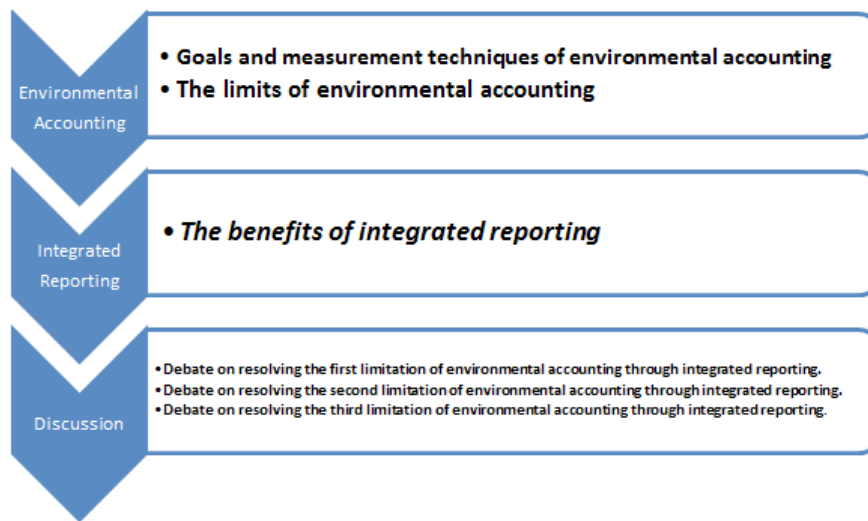 Environmental
Accounting
• Goals and measurement techniques of environmental accounting
• The limits of environmental accounting
Integrated
Reporting
• The benefits of integrated reporting
Discussion
• Debate on resolving the first limitation of environmental accounting through integrated reporting.
• Debate on resolving the second limitation of environmental accounting through integrated reporting.
• Debate on resolving the third limitation of environmental accounting through integrated reporting.